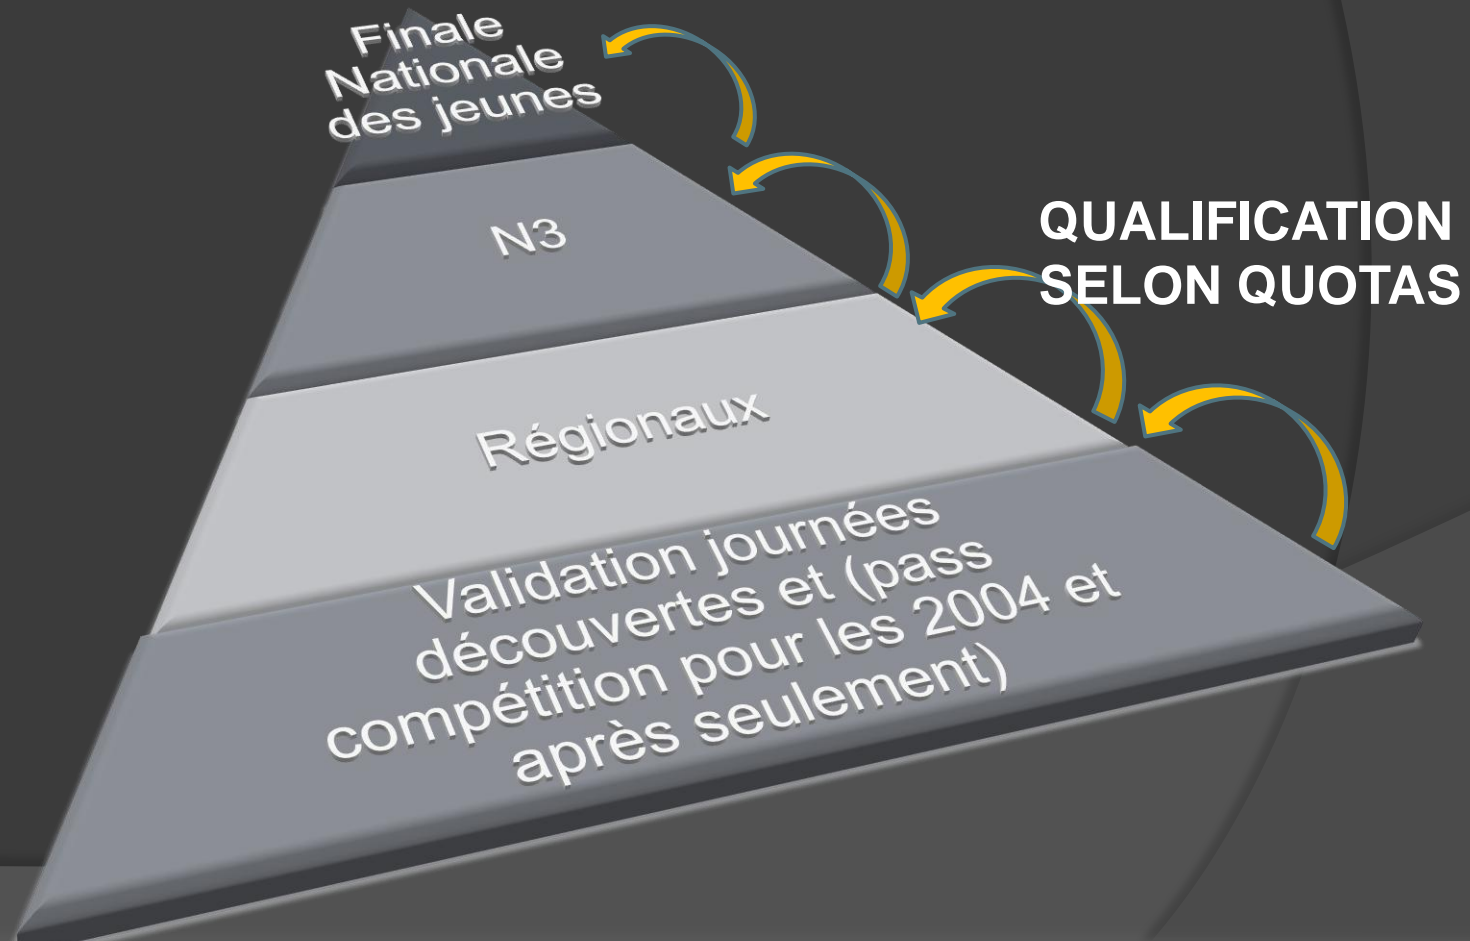 Finale
Nationale
des jeunes
N3
QUALIFICATION
SELON QUOTAS
Régionaux
Validation journées
découvertes et (pass
compétition pour les 2004 et
après seulement)